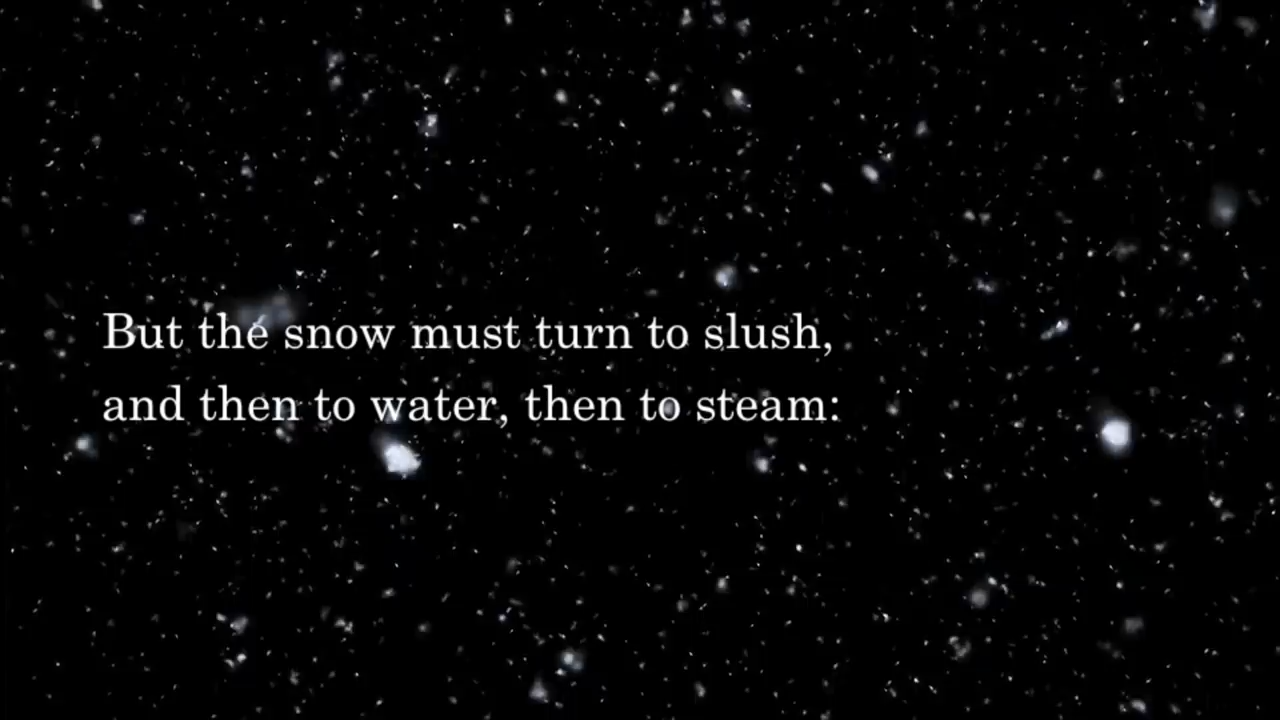 But the snow must turn to slush,
and then to water, then to steam: